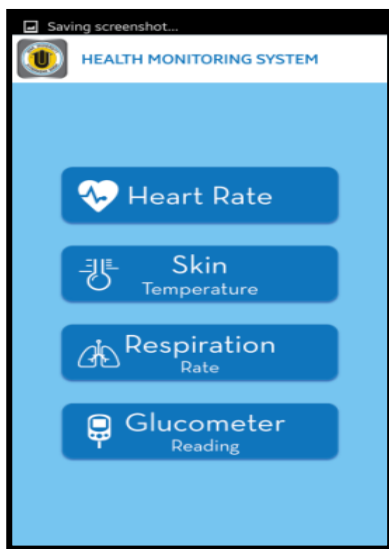 Saving screenshot...
HEALTH MONITORING SYSTEM
Heart Rate
Skin
Temperature
Respiration
Rate
Glucometer
Reading